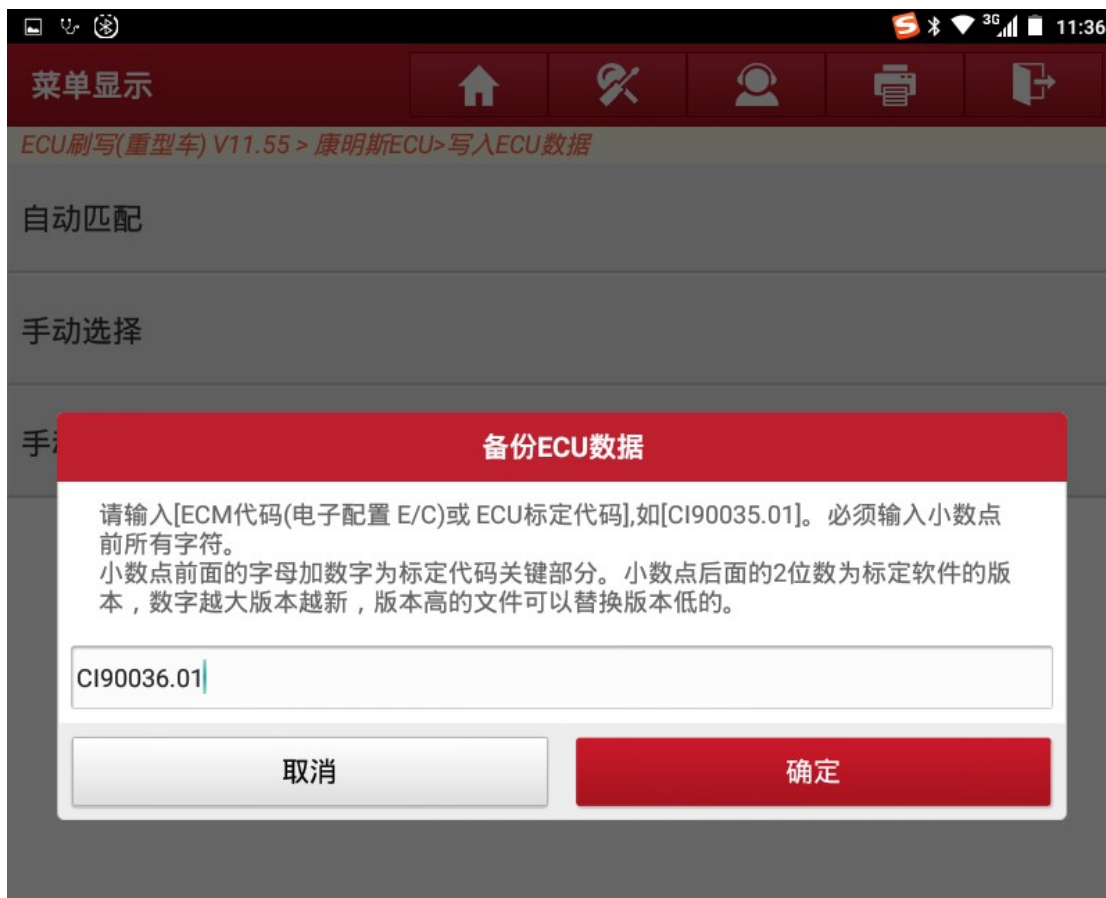 3G 11:36
菜单显示
ECU刷写(重型车) V11.55 > 康明斯ECU>写入ECU数据
自动匹配
手动选择
手
备份ECU数据
请输入[ECM代码(电子配置 E/C)或 ECU标定代码],如[CI90035.01]。必须输入小数点
前所有字符。
小数点前面的字母加数字为标定代码关键部分。小数点后面的2位数为标定软件的版
本，数字越大版本越新，版本高的文件可以替换版本低的。
CI90036.01
取消
确定